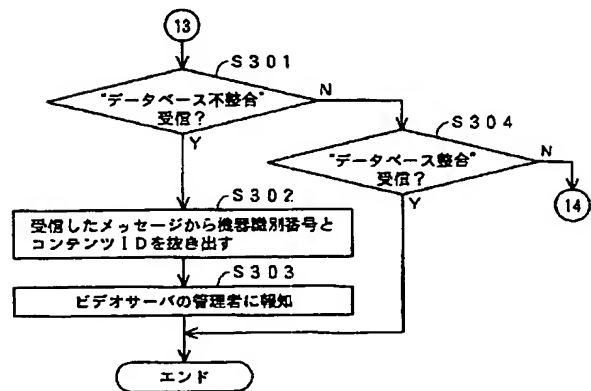 13
S301
"データベース不整合"
受信?
N
Y
S304
"データベース整合"
受信?
N
Y
14
S302
受信したメッセージから機器識別番号と
コンテンツIDを抜き出す
S303
ビデオサーバの管理者に報知
エンド